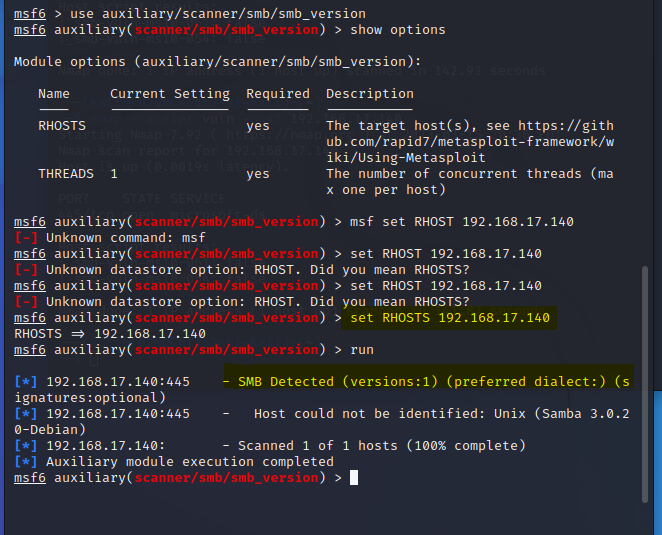 msf6 > use auxiliary/scanner/smb/smb_version
msf6 auxiliary(scanner/smb/smb_version) > show options
Module options (auxiliary/scanner/smb/smb_version):
Name Current Setting Required Description
RHOSTS yes The target host(s), see https://gith
ub.com/rapid7/metasploit-framework/w
iki/Using-Metasploit
THREADS 1 yes The number of concurrent threads (ma
x one per host)
msf6 auxiliary(scanner/smb/smb_version) > msf set RHOST 192.168.17.140
[-] Unknown command: msf
msf6 auxiliary(scanner/smb/smb_version) > set RHOST 192.168.17.140
[-] Unknown datastore option: RHOST. Did you mean RHOSTS?
msf6 auxiliary(scanner/smb/smb_version) > set RHOST 192.168.17.140
[-] Unknown datastore option: RHOST. Did you mean RHOSTS?
msf6 auxiliary(scanner/smb/smb_version) > set RHOSTS 192.168.17.140
RHOSTS => 192.168.17.140
msf6 auxiliary(scanner/smb/smb_version) > run
[*] 192.168.17.140:445 - SMB Detected (versions:1) (preferred dialect:) (s
ignatures:optional)
[*] 192.168.17.140:445 - Host could not be identified: Unix (Samba 3.0.2
0-Debian)
[*] 192.168.17.140: - Scanned 1 of 1 hosts (100% complete)
[*] Auxiliary module execution completed
msf6 auxiliary(scanner/smb/smb_version) >